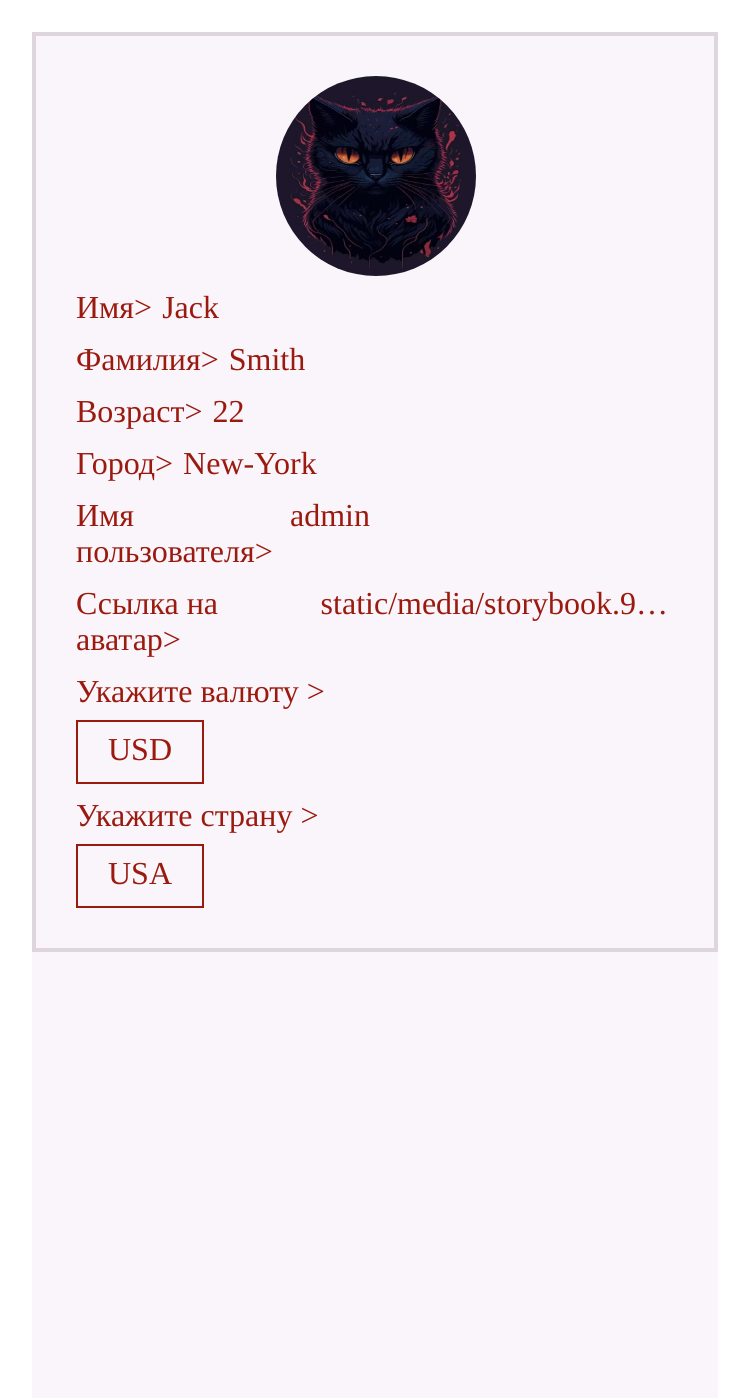 Имя> Jack
Фамилия> Smith
Возраст> 22
Город> New-York
Имя пользователя> admin
Ссылка на аватар> static/media/storybook.9…
Укажите валюту >
USD
Укажите страну >
USA